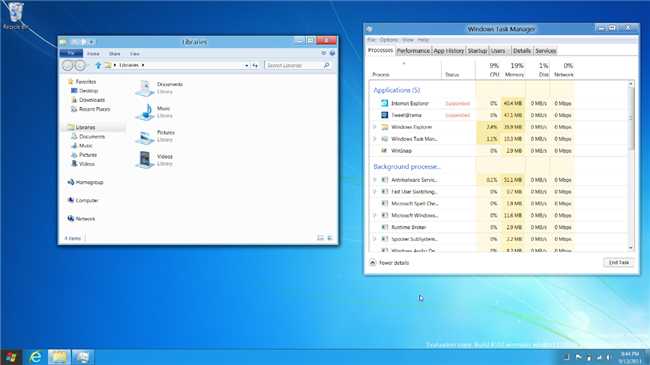 Recycle Bin
Libraries
File Home Share View
Libraries
Search Libraries
Favorites
Desktop
Downloads
Recent Places
Libraries
Documents
Music
Pictures
Videos
Homegroup
Computer
Network
Documents
Library
Music
Library
Pictures
Library
Videos
Library
4 items
Windows Task Manager
File Options View Help
Processes Performance App History Startup Users Details Services
9% 19% 1% 0%
Process Status CPU Memory Disk Network
Applications (5)
Internet Explorer Suspended 0% 40.4 MB 0 MB/s 0 Mbps
Tweet@rama Suspended 0% 47.1 MB 0 MB/s 0 Mbps
Windows Explorer 2.4% 39.9 MB 0 MB/s 0 Mbps
Windows Task Man... 1.1% 10.3 MB 0 MB/s 0 Mbps
WinSnap 0% 2.9 MB 0 MB/s 0 Mbps
Background processe...
Antimalware Servic... 0.1% 51.2 MB 0 MB/s 0 Mbps
Fast User Switching... 0% 0.7 MB 0 MB/s 0 Mbps
Microsoft Spell Che... 0% 1.8 MB 0 MB/s 0 Mbps
Microsoft Windows... 0% 11.6 MB 0 MB/s 0 Mbps
Runtime Broker 0% 2.9 MB 0 MB/s 0 Mbps
Spooler SubSystem... 0% 2.2 MB 0 MB/s 0 Mbps
0% 0 MB/s 0 Mbps
Fewer details
End Task
Evaluation copy. Build 8102
8:44 PM
9/13/2011